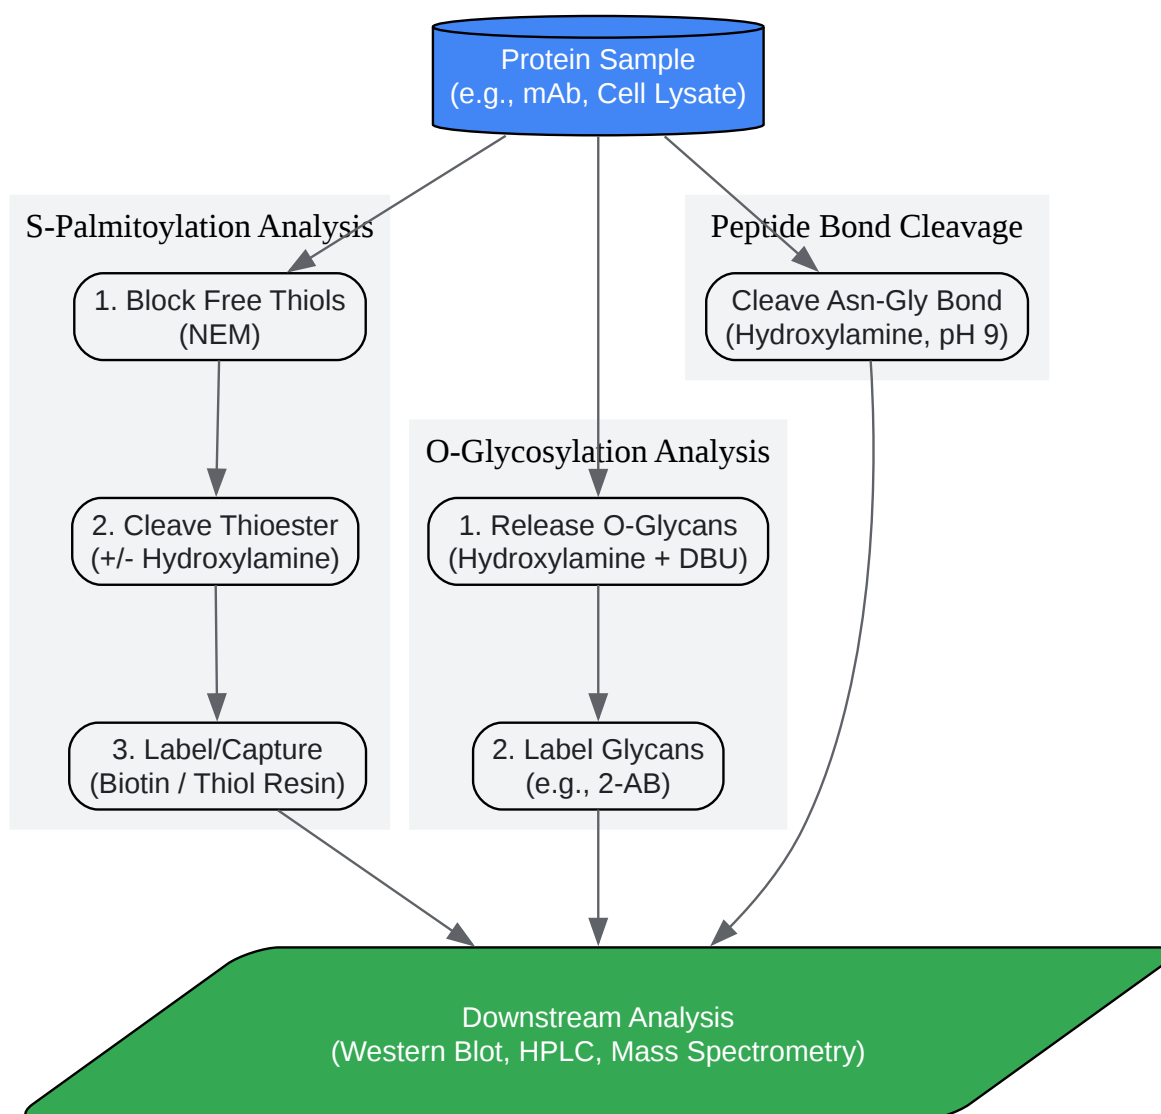 Protein Sample
(e.g., mAb, Cell Lysate)
S-Palmitoylation Analysis
1. Block Free Thiols
(NEM)
2. Cleave Thioester
(+/- Hydroxylamine)
3. Label/Capture
(Biotin / Thiol Resin)
O-Glycosylation Analysis
1. Release O-Glycans
(Hydroxylamine + DBU)
2. Label Glycans
(e.g., 2-AB)
Peptide Bond Cleavage
Cleave Asn-Gly Bond
(Hydroxylamine, pH 9)
Downstream Analysis
(Western Blot, HPLC, Mass Spectrometry)